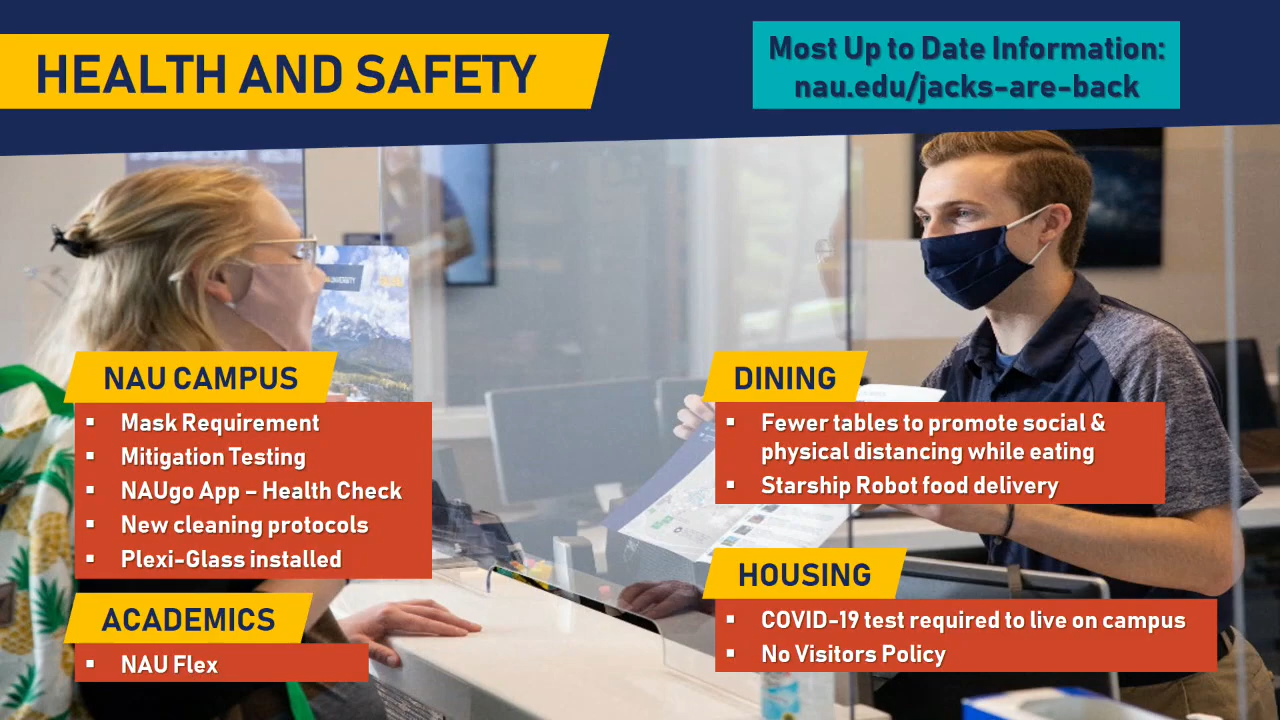 HEALTH AND SAFETY
Most Up to Date Information:
nau.edu/jacks-are-back
NAU CAMPUS
▪ Mask Requirement
▪ Mitigation Testing
▪ NAUgo App – Health Check
▪ New cleaning protocols
▪ Plexi-Glass installed
ACADEMICS
▪ NAU Flex
DINING
▪ Fewer tables to promote social &
physical distancing while eating
▪ Starship Robot food delivery
HOUSING
▪ COVID-19 test required to live on campus
▪ No Visitors Policy